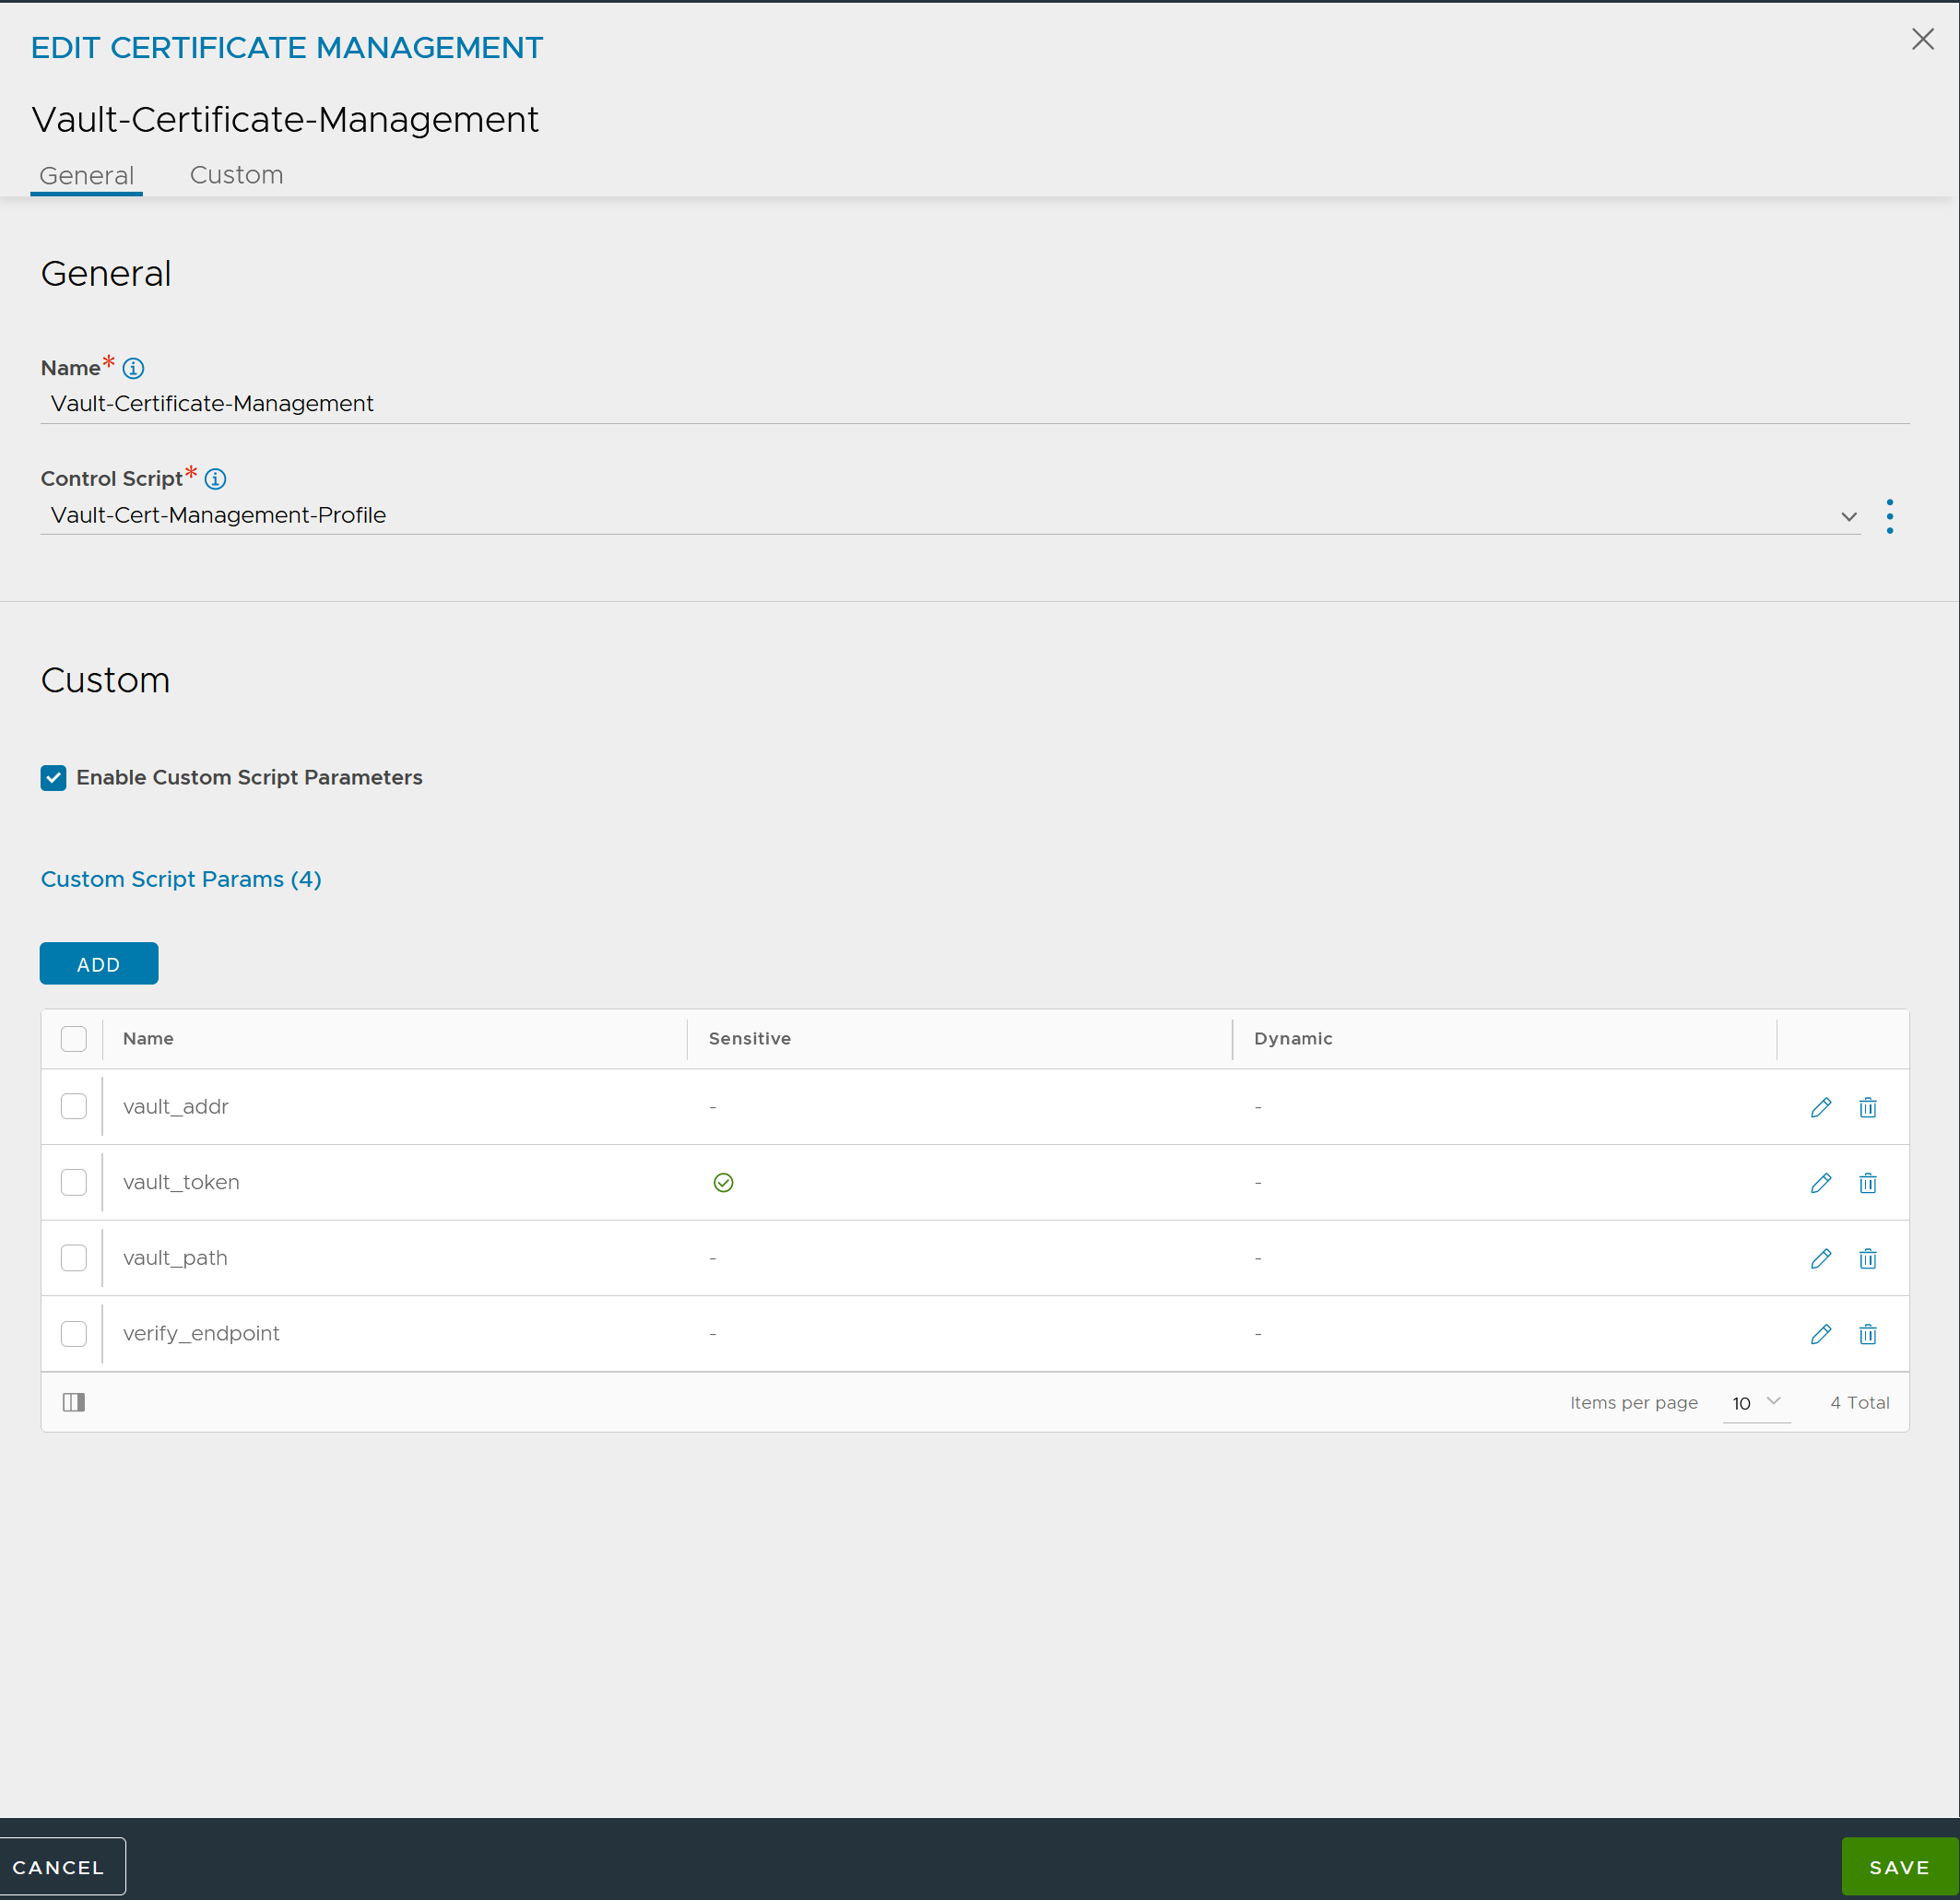 EDIT CERTIFICATE MANAGEMENT
Vault-Certificate-Management
General Custom
General
Name*
Vault-Certificate-Management
Control Script*
Vault-Cert-Management-Profile
Custom
Enable Custom Script Parameters
Custom Script Params (4)
ADD
Name Sensitive Dynamic
vault_addr - -
vault_token -
vault_path - -
verify_endpoint - -
Items per page 10 4 Total
CANCEL SAVE